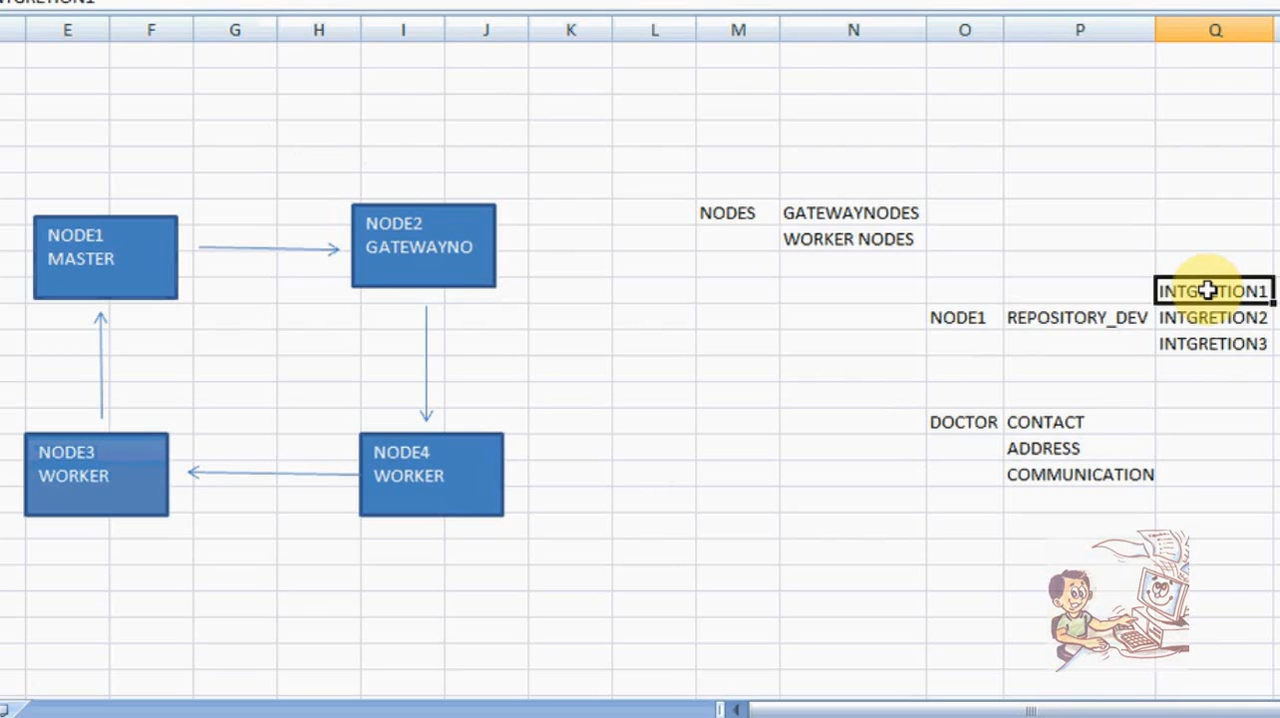 E F G H I J K L M N O P Q
NODE1
MASTER
NODE2
GATEWAYNO
NODES GATEWAYNODES
WORKER NODES
INTGRETION1
NODE1 REPOSITORY_DEV INTGRETION2
INTGRETION3
DOCTOR CONTACT
ADDRESS
COMMUNICATION
NODE3
WORKER
NODE4
WORKER